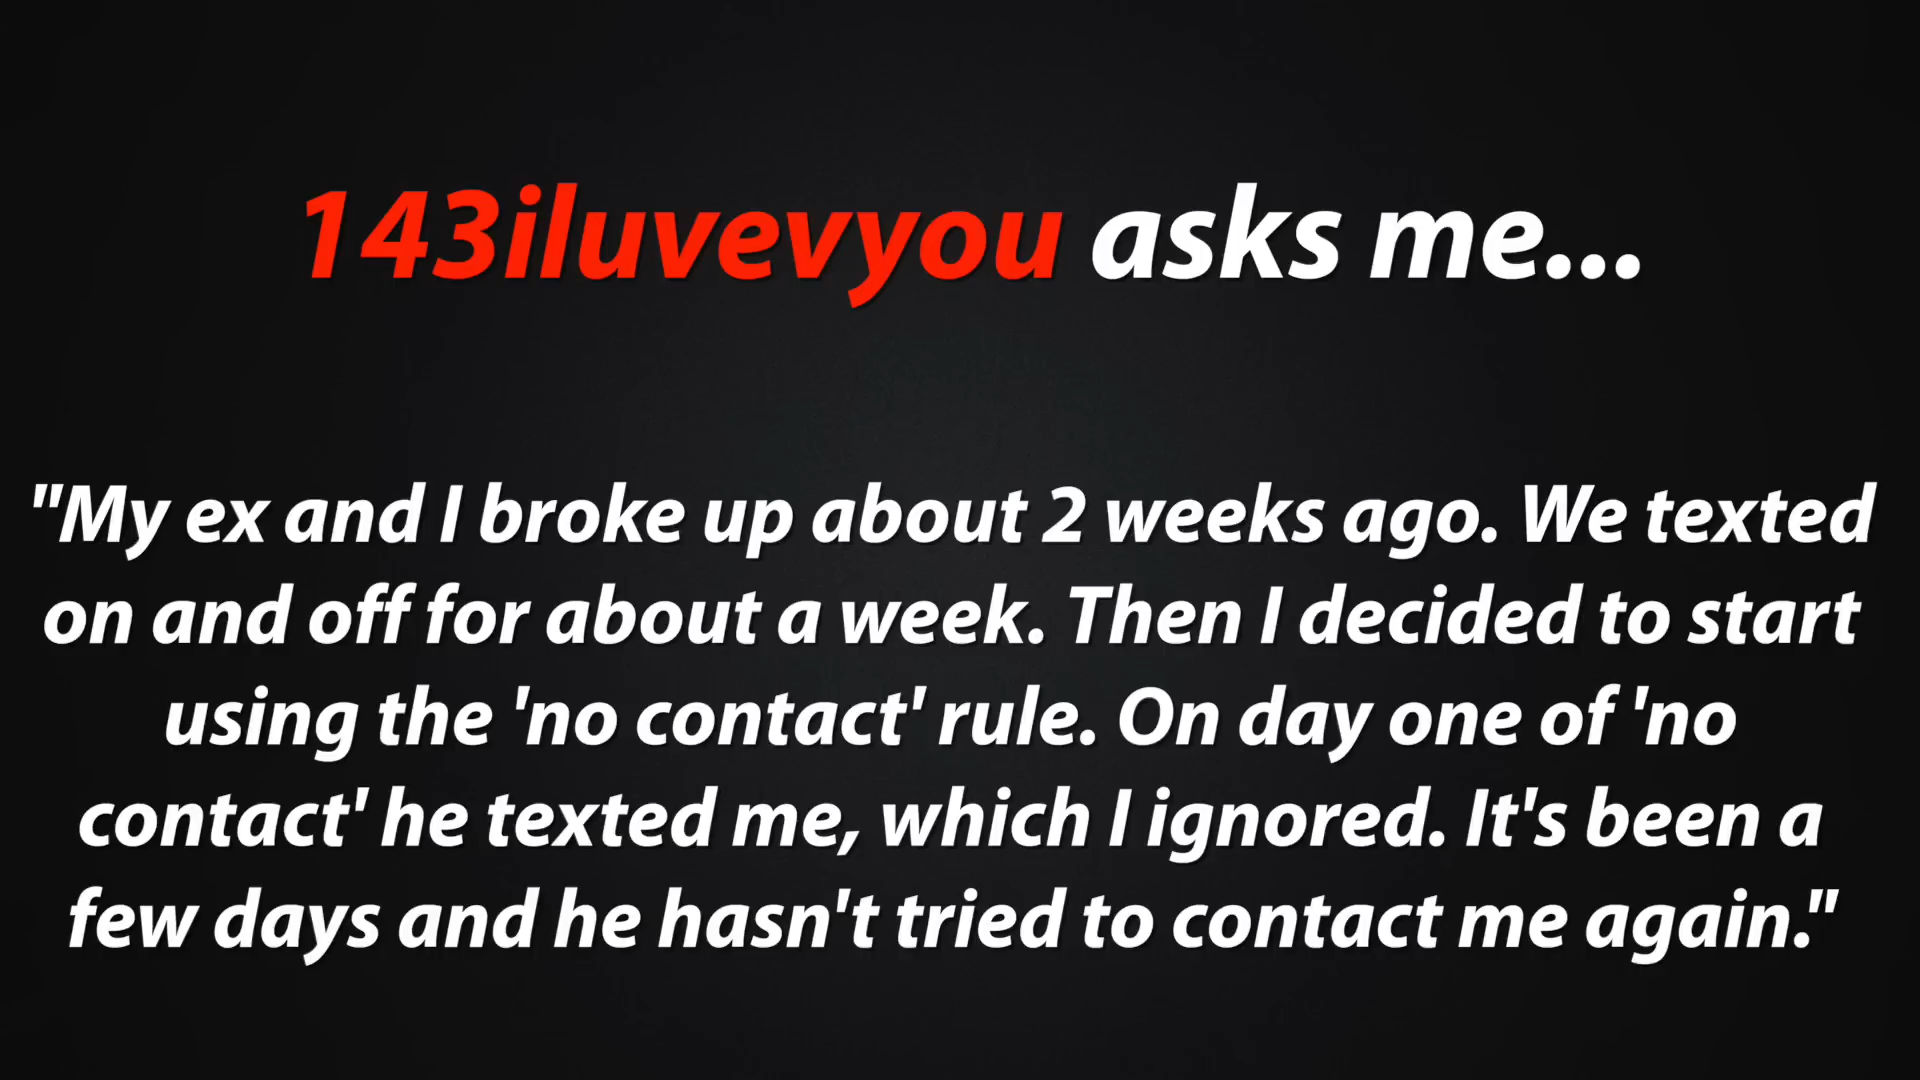 143iluvevyou asks me...
"My ex and I broke up about 2 weeks ago. We texted
on and off for about a week. Then I decided to start
using the 'no contact' rule. On day one of 'no
contact' he texted me, which I ignored. It's been a
few days and he hasn't tried to contact me again."